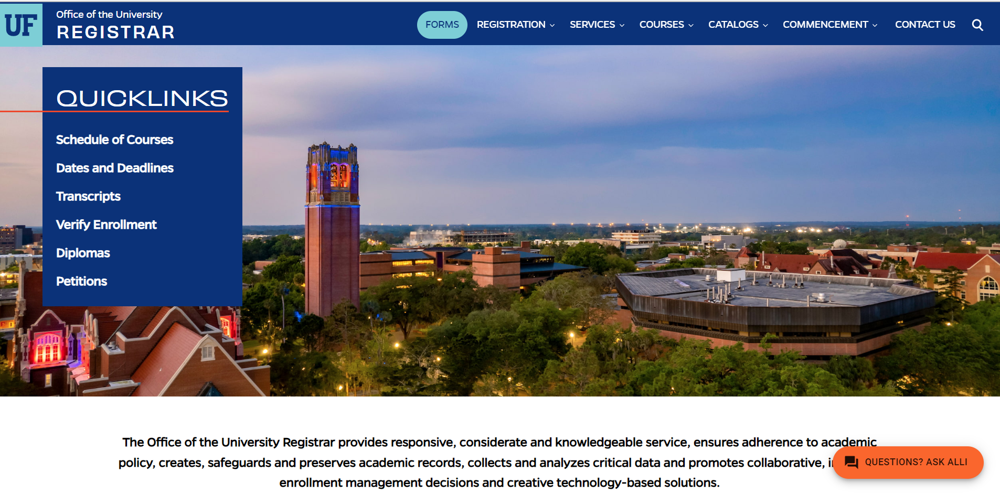 UF
Office of the University
REGISTRAR
FORMS
REGISTRATION
SERVICES
COURSES
CATALOGS
COMMENCEMENT
CONTACT US
QUICKLINKS
Schedule of Courses
Dates and Deadlines
Transcripts
Verify Enrollment
Diplomas
Petitions
The Office of the University Registrar provides responsive, considerate and knowledgeable service, ensures adherence to academic
policy, creates, safeguards and preserves academic records, collects and analyzes critical data and promotes collaborative,
enrollment management decisions and creative technology-based solutions.
QUESTIONS? ASK ALLI